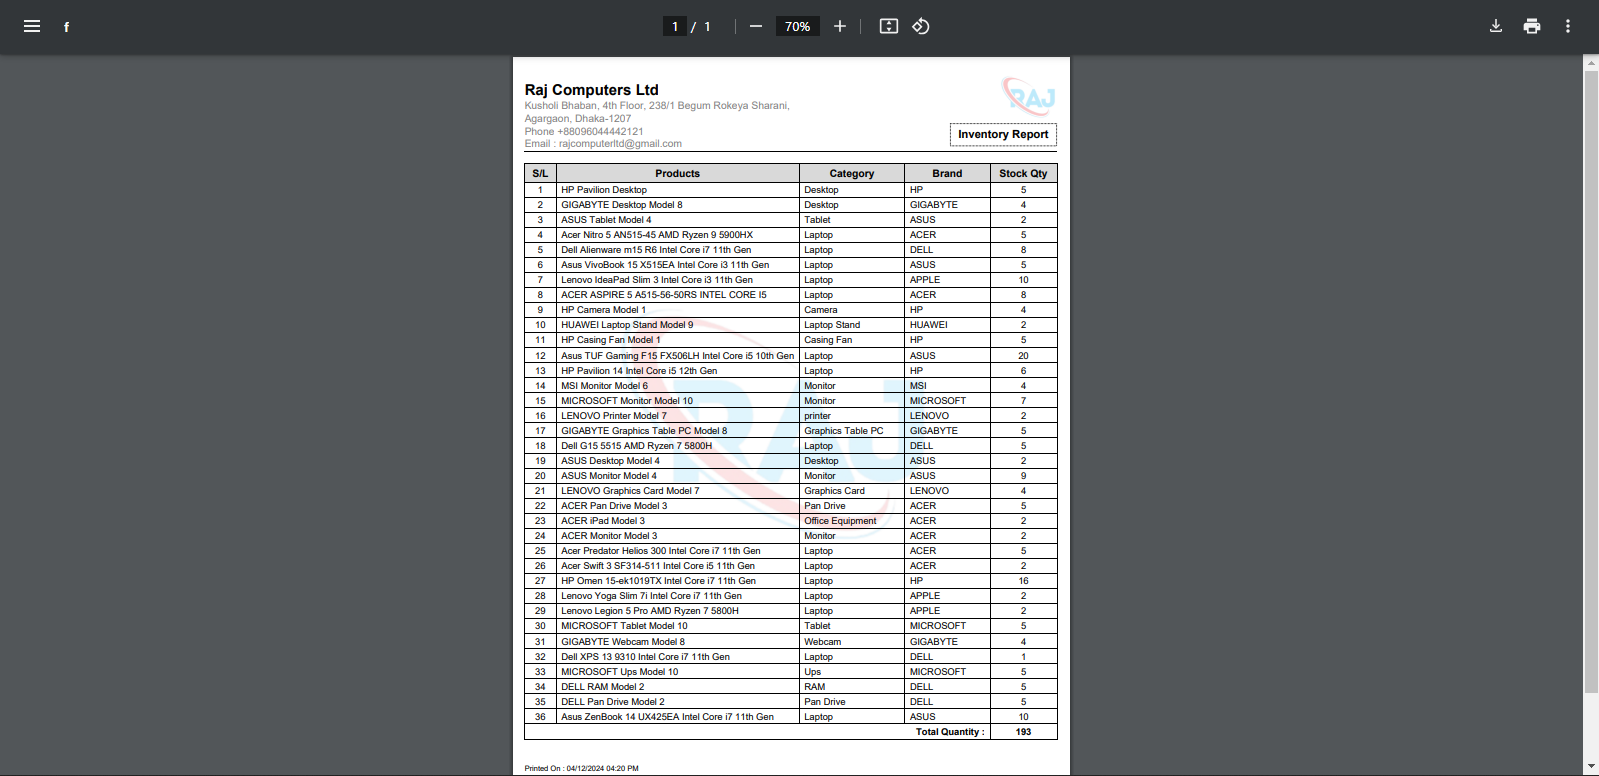 f
1 / 1
70%
Raj Computers Ltd
Kusholi Bhaban, 4th Floor, 238/1 Begum Rokeya Sharani,
Agargaon, Dhaka-1207
Phone +88096044442121
Email : rajcomputerltd@gmail.com
RAJ
Inventory Report
S/L Products Category Brand Stock Qty
1 HP Pavilion Desktop Desktop HP 5
2 GIGABYTE Desktop Model 8 Desktop GIGABYTE 4
3 ASUS Tablet Model 4 Tablet ASUS 2
4 Acer Nitro 5 AN515-45 AMD Ryzen 9 5900HX Laptop ACER 5
5 Dell Alienware m15 R6 Intel Core i7 11th Gen Laptop DELL 8
6 Asus VivoBook 15 X515EA Intel Core i3 11th Gen Laptop ASUS 5
7 Lenovo IdeaPad Slim 3 Intel Core i3 11th Gen Laptop APPLE 10
8 ACER ASPIRE 5 A515-56-50RS INTEL CORE I5 Laptop ACER 8
9 HP Camera Model 1 Camera HP 4
10 HUAWEI Laptop Stand Model 9 Laptop Stand HUAWEI 2
11 HP Casing Fan Model 1 Casing Fan HP 5
12 Asus TUF Gaming F15 FX506LH Intel Core i5 10th Gen Laptop ASUS 20
13 HP Pavilion 14 Intel Core i5 12th Gen Laptop HP 6
14 MSI Monitor Model 6 Monitor MSI 4
15 MICROSOFT Monitor Model 10 Monitor MICROSOFT 7
16 LENOVO Printer Model 7 printer LENOVO 2
17 GIGABYTE Graphics Table PC Model 8 Graphics Table PC GIGABYTE 5
18 Dell G15 5515 AMD Ryzen 7 5800H Laptop DELL 5
19 ASUS Desktop Model 4 Desktop ASUS 2
20 ASUS Monitor Model 4 Monitor ASUS 9
21 LENOVO Graphics Card Model 7 Graphics Card LENOVO 4
22 ACER Pan Drive Model 3 Pan Drive ACER 5
23 ACER iPad Model 3 Office Equipment ACER 2
24 ACER Monitor Model 3 Monitor ACER 2
25 Acer Predator Helios 300 Intel Core i7 11th Gen Laptop ACER 5
26 Acer Swift 3 SF314-511 Intel Core i5 11th Gen Laptop ACER 2
27 HP Omen 15-ek1019TX Intel Core i7 11th Gen Laptop HP 16
28 Lenovo Yoga Slim 7i Intel Core i7 11th Gen Laptop APPLE 2
29 Lenovo Legion 5 Pro AMD Ryzen 7 5800H Laptop APPLE 2
30 MICROSOFT Tablet Model 10 Tablet MICROSOFT 5
31 GIGABYTE Webcam Model 8 Webcam GIGABYTE 4
32 Dell XPS 13 9310 Intel Core i7 11th Gen Laptop DELL 1
33 MICROSOFT Ups Model 10 Ups MICROSOFT 5
34 DELL RAM Model 2 RAM DELL 5
35 DELL Pan Drive Model 2 Pan Drive DELL 5
36 Asus ZenBook 14 UX425EA Intel Core i7 11th Gen Laptop ASUS 10
Total Quantity : 193
RAJ
Printed On : 04/12/2024 04:20 PM